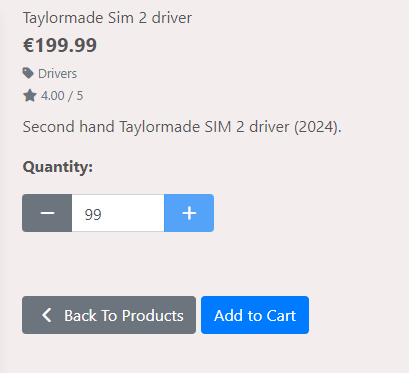 Taylormade Sim 2 driver
€199.99
Drivers
4.00 / 5
Second hand Taylormade SIM 2 driver (2024).
Quantity:
− 99 +
Back To Products Add to Cart